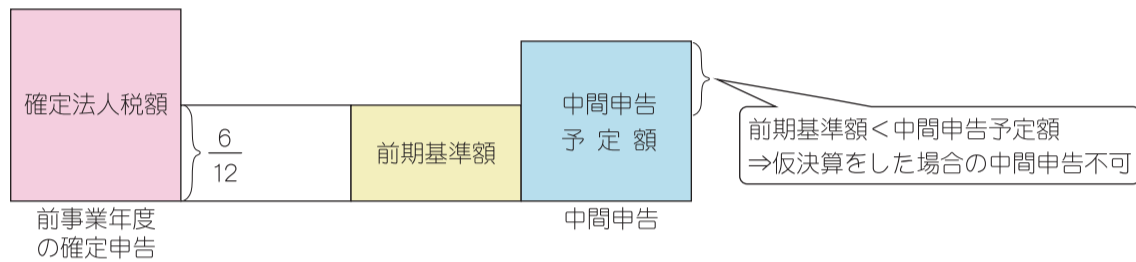 確定法人税額
6
12
前期基準額
中間申告
予 定 額
前期基準額＜中間申告予定額
⇒仮決算をした場合の中間申告不可
前事業年度
の確定申告
中間申告